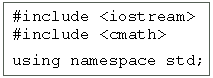 #include <iostream>
#include <cmath>
using namespace std;